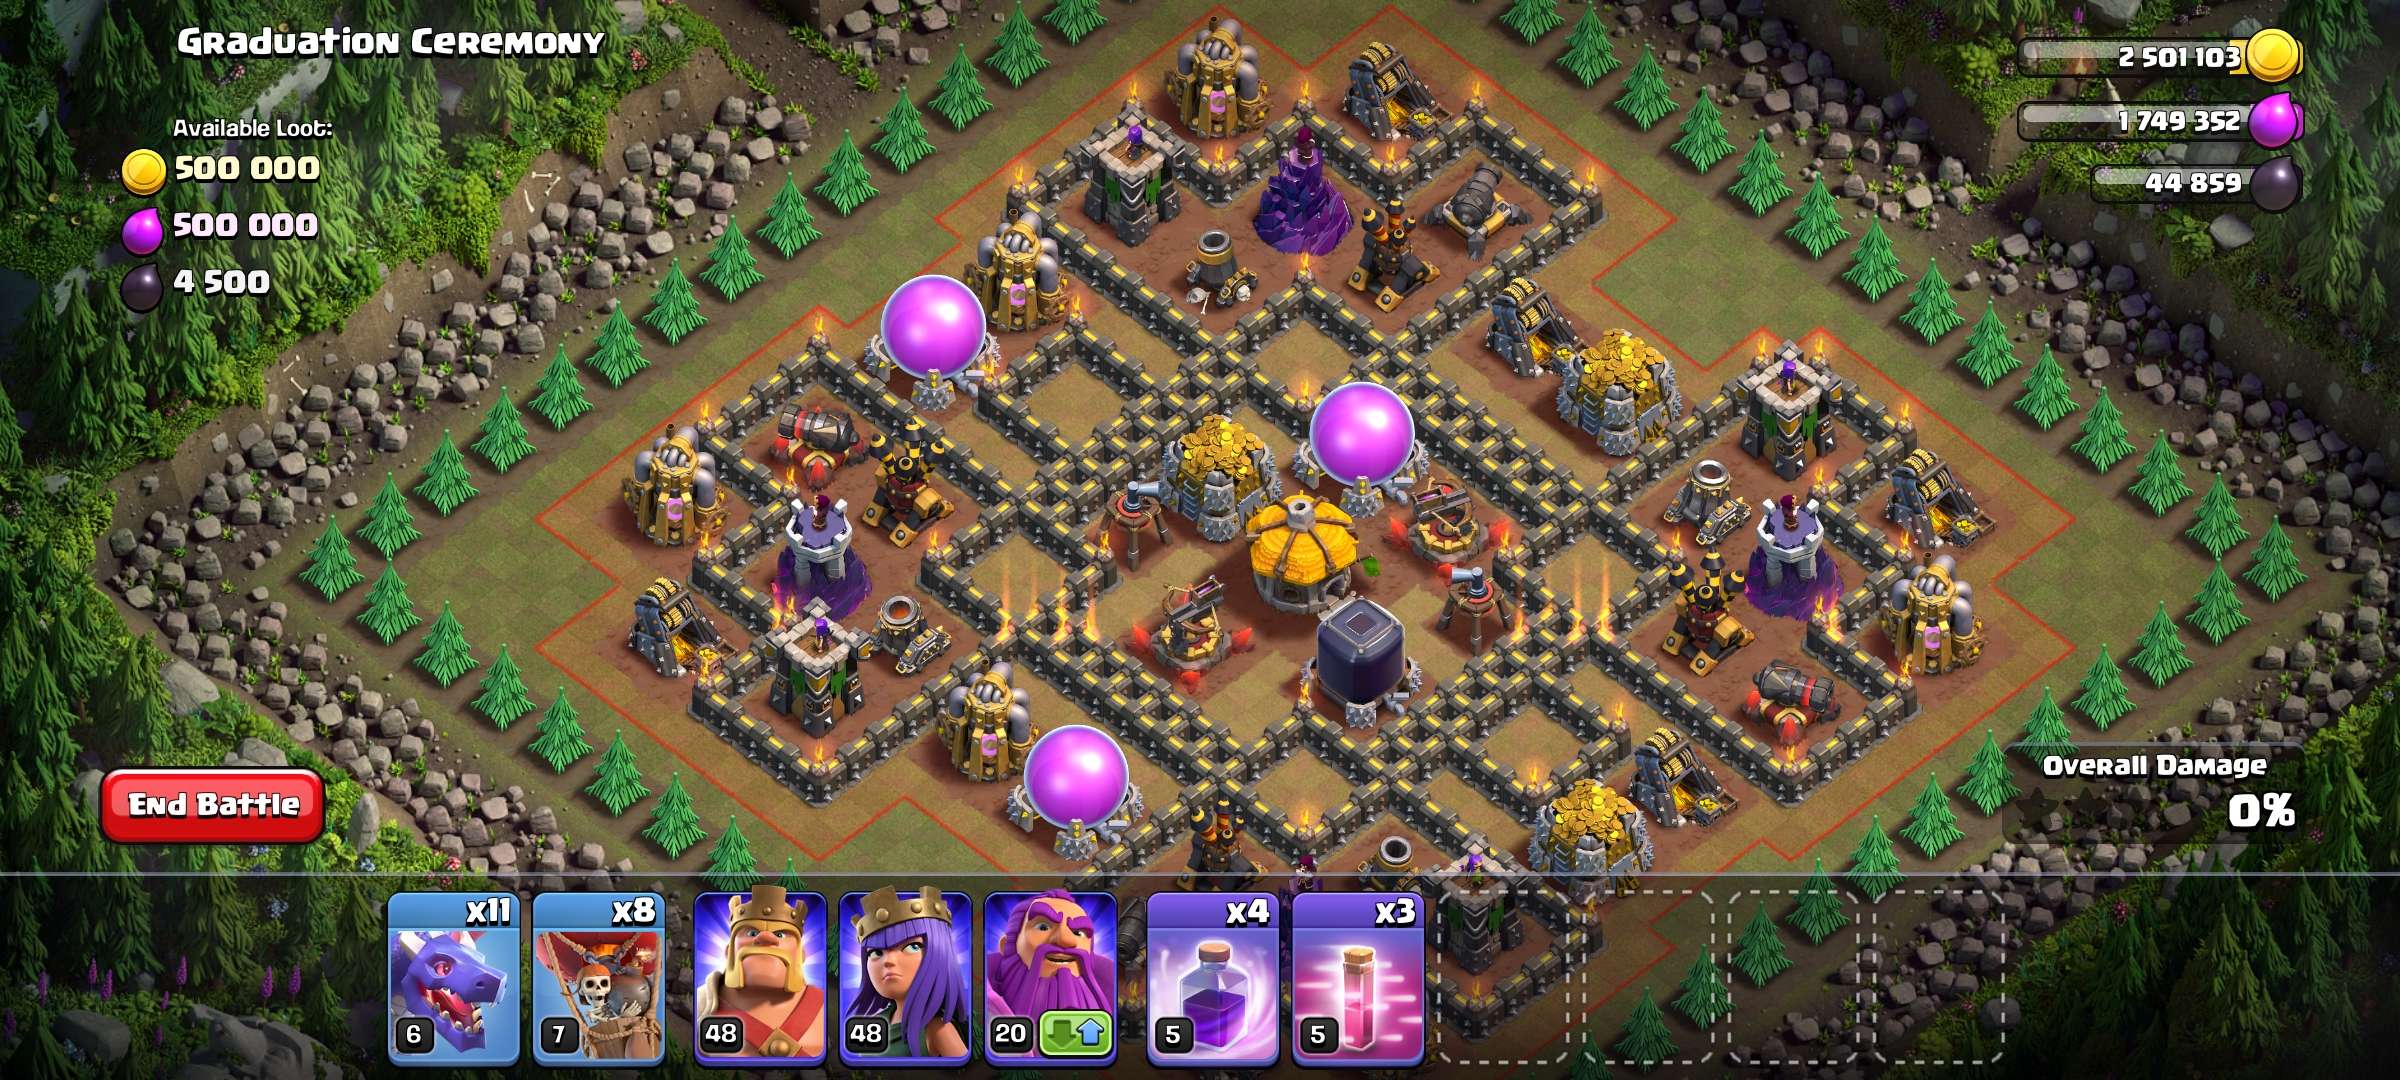 Graduation Ceremony
Available Loot:
500 000
500 000
4 500
2 501 103
1 749 352
44 859
End Battle
Overall Damage
0%
x11
x8
x4
x3
6
7
48
48
20
5
5